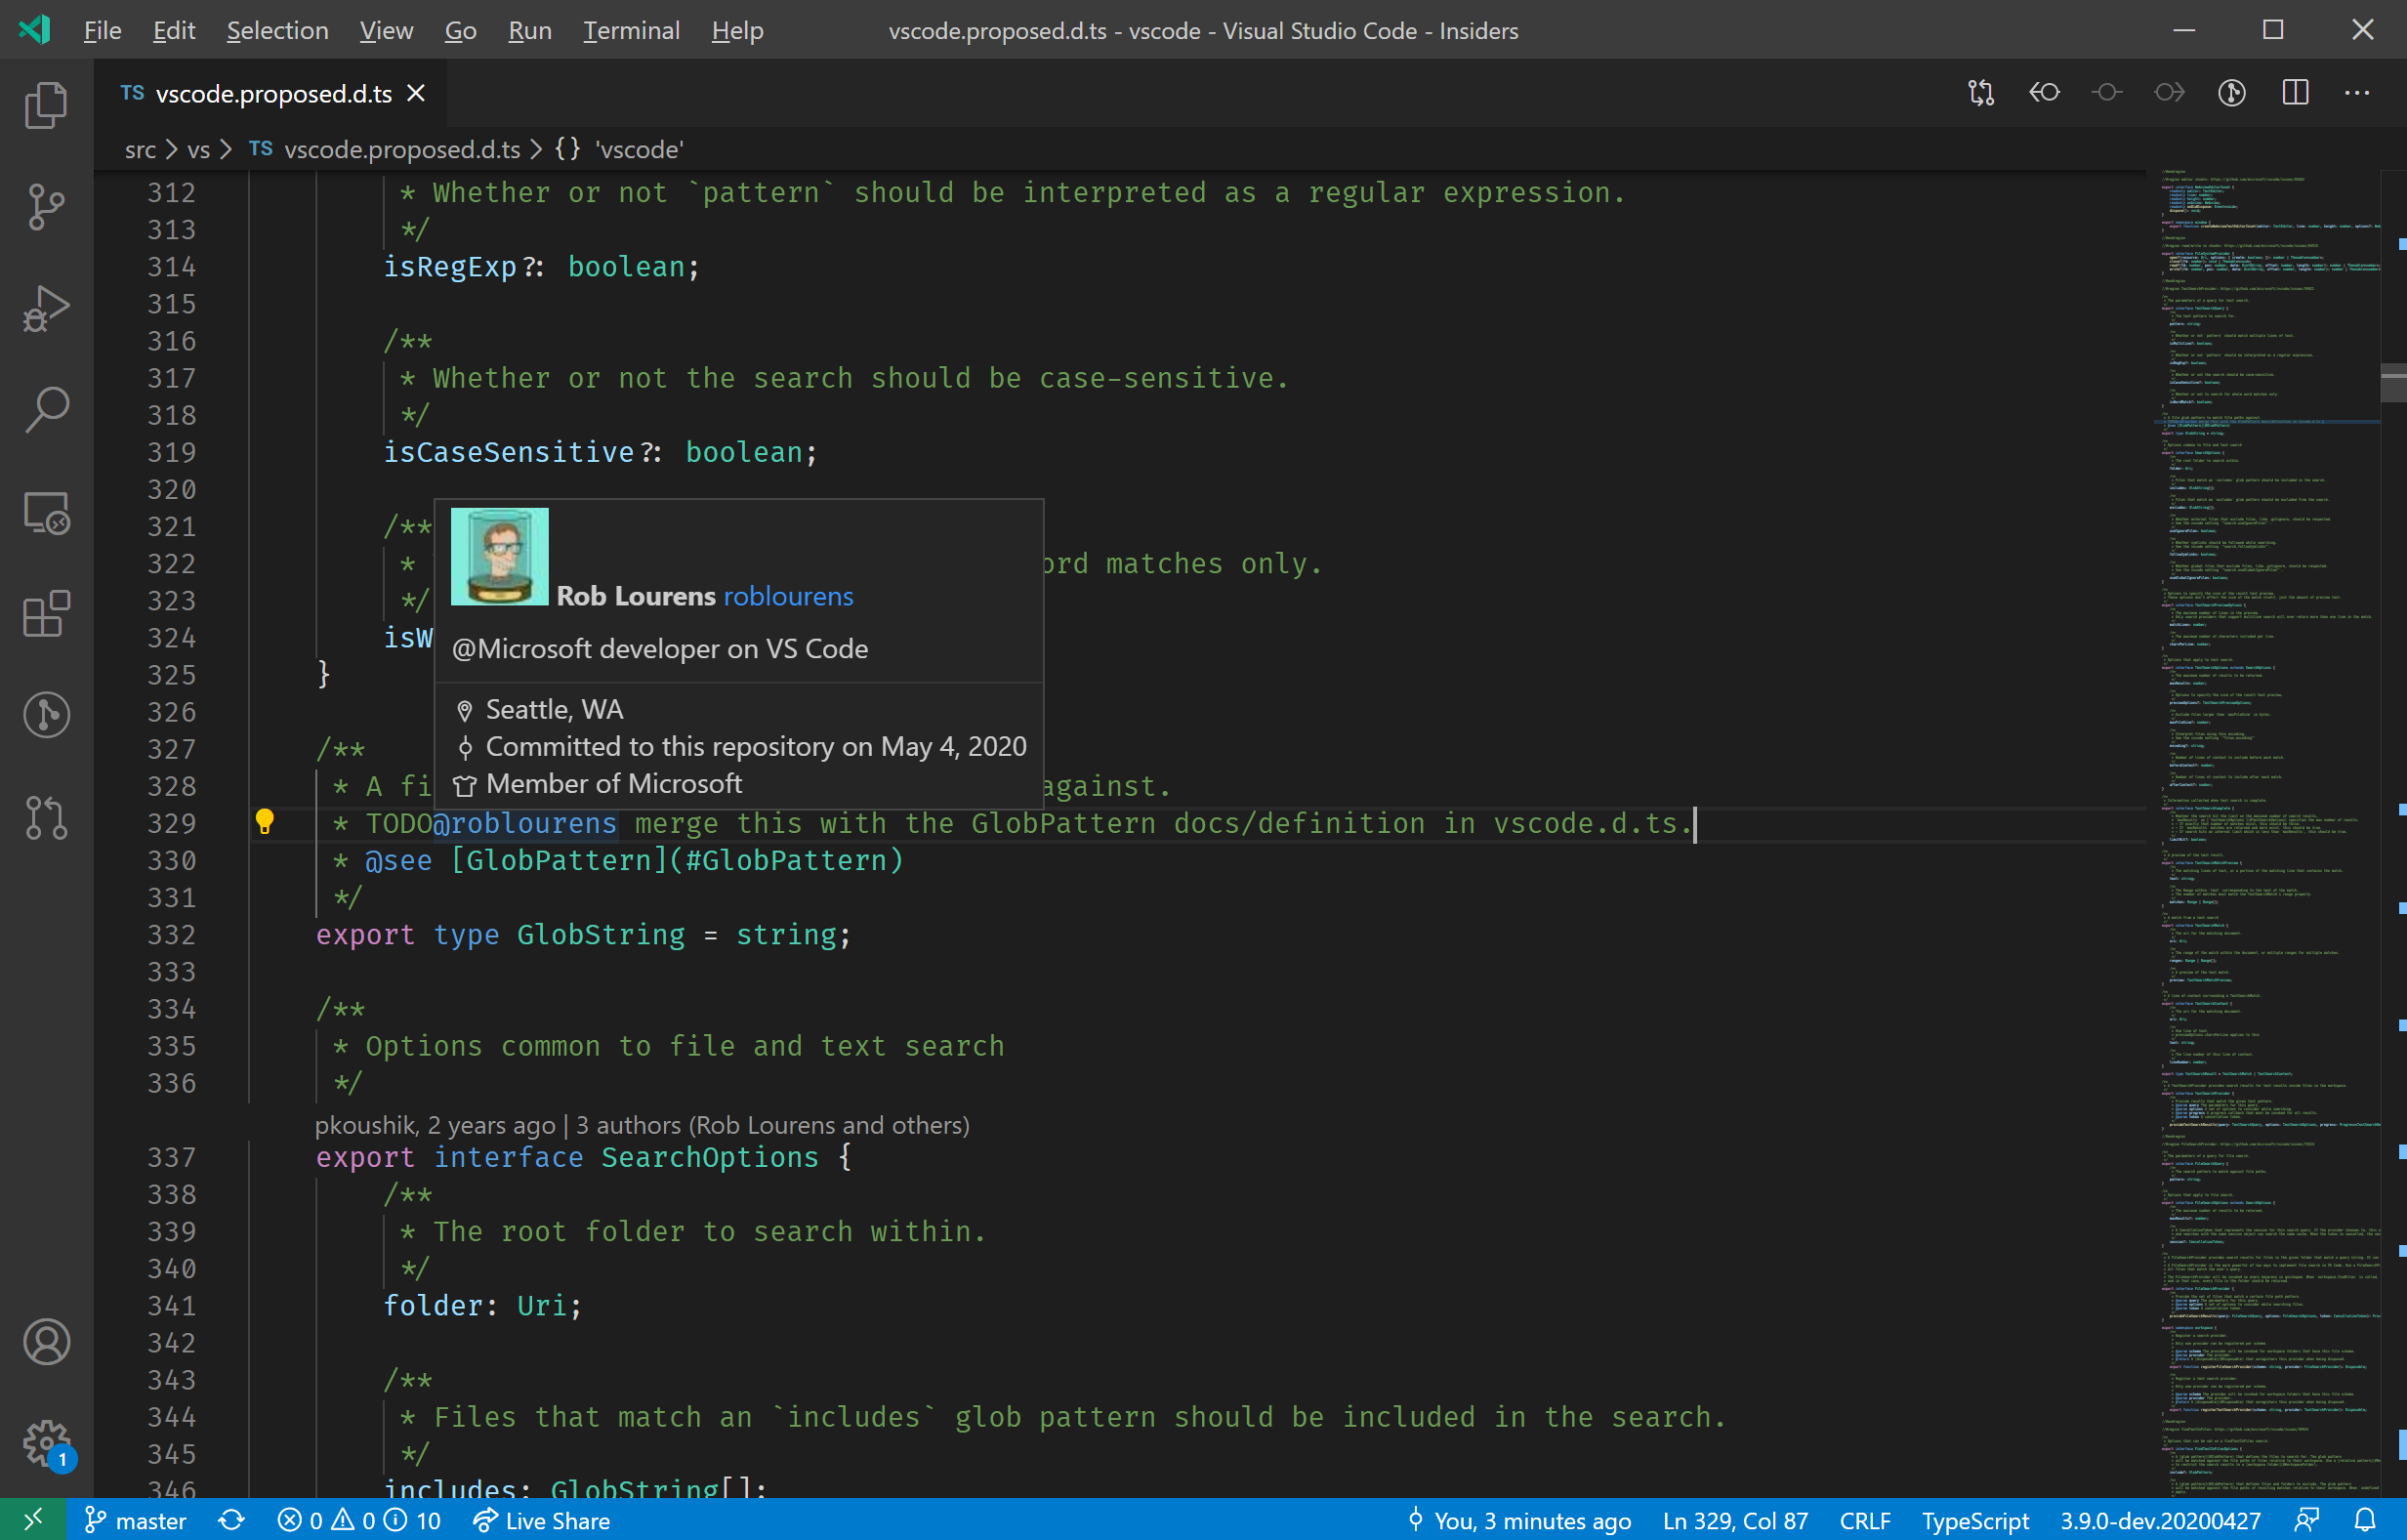 File Edit Selection View Go Run Terminal Help vscode.proposed.d.ts - vscode - Visual Studio Code - Insiders
TS vscode.proposed.d.ts
src > vs > TS vscode.proposed.d.ts > {} 'vscode'
312 * Whether or not `pattern` should be interpreted as a regular expression.
313 */
314 isRegExp?: boolean;
315
316 /**
317 * Whether or not the search should be case-sensitive.
318 */
319 isCaseSensitive?: boolean;
320
321 /**
322 * ord matches only.
323 */
324 isW
325 }
326
327 /**
328 * A fi against.
Rob Lourens roblourens
@Microsoft developer on VS Code
Seattle, WA
Committed to this repository on May 4, 2020
Member of Microsoft
329 * TODO@roblourens merge this with the GlobPattern docs/definition in vscode.d.ts.
330 * @see [GlobPattern](#GlobPattern)
331 */
332 export type GlobString = string;
333
334 /**
335 * Options common to file and text search
336 */
pkoushik, 2 years ago | 3 authors (Rob Lourens and others)
337 export interface SearchOptions {
338 /**
339 * The root folder to search within.
340 */
341 folder: Uri;
342
343 /**
344 * Files that match an `includes` glob pattern should be included in the search.
345 */
346 includes: GlobString[];
1
master 0 0 10 Live Share You, 3 minutes ago Ln 329, Col 87 CRLF TypeScript 3.9.0-dev.20200427